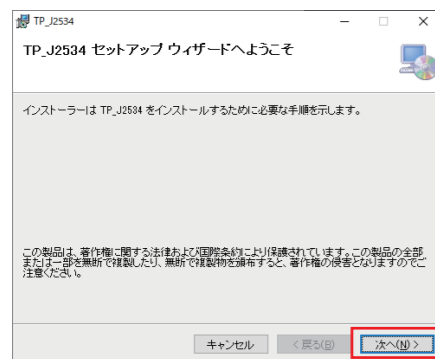 TP_J2534
TP_J2534 セットアップ ウィザードへようこそ
インストーラーは TP_J2534 をインストールするために必要な手順を示します。
この製品は、著作権に関する法律および国際条約により保護されています。この製品の全部
または一部を無断で複製したり、無断で複製物を頒布すると、著作権の侵害となりますのでご
注意ください。
キャンセル < 戻る(B) 次へ(N) >